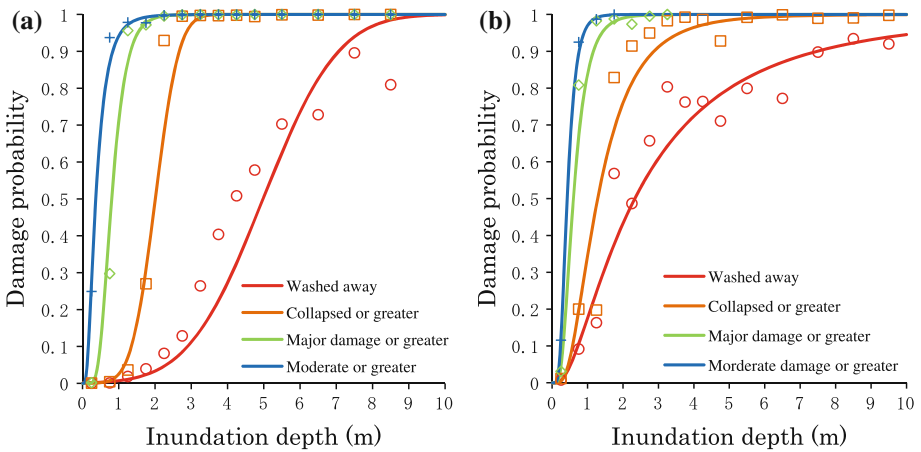 (a)
Damage probability
1
0.9
0.8
0.7
0.6
0.5
0.4
0.3
0.2
0.1
0
Washed away
Collapsed or greater
Major damage or greater
Moderate or greater
0 1 2 3 4 5 6 7 8 9 10
Inundation depth (m)
(b)
Damage probability
1
0.9
0.8
0.7
0.6
0.5
0.4
0.3
0.2
0.1
0
Washed away
Collapsed or greater
Major damage or greater
Morderate damage or greater
0 1 2 3 4 5 6 7 8 9 10
Inundation depth (m)